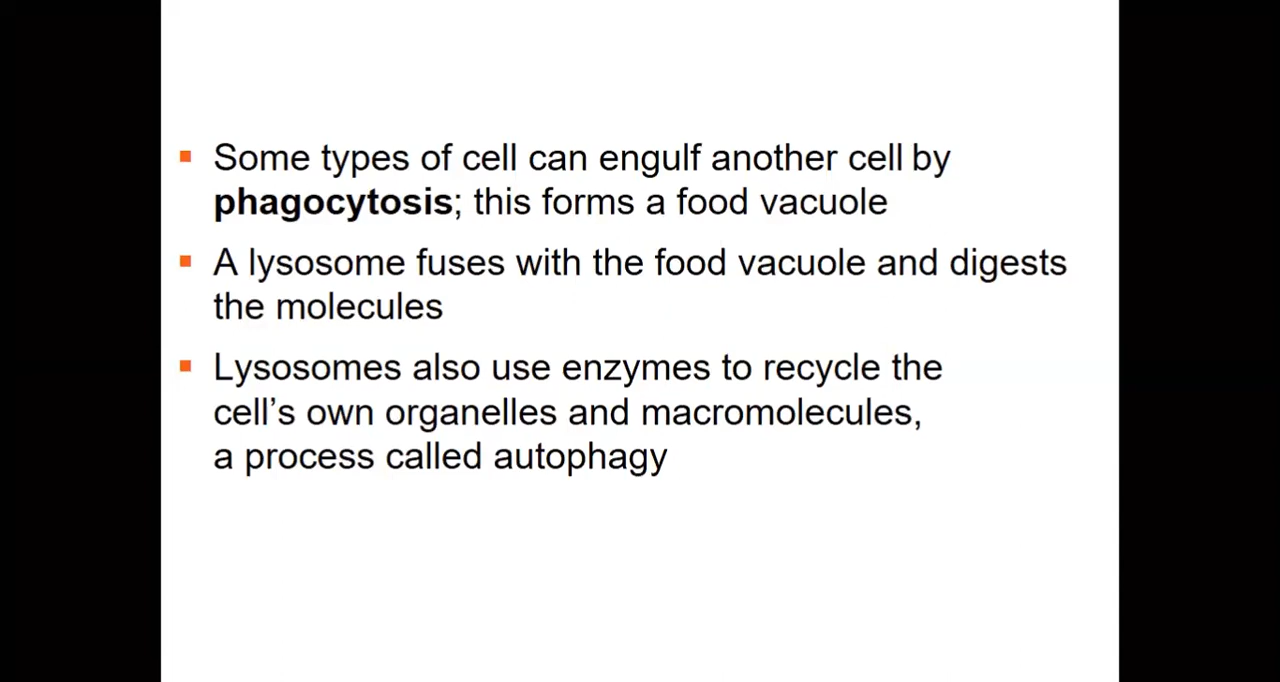 Some types of cell can engulf another cell by
phagocytosis; this forms a food vacuole
A lysosome fuses with the food vacuole and digests
the molecules
Lysosomes also use enzymes to recycle the
cell’s own organelles and macromolecules,
a process called autophagy